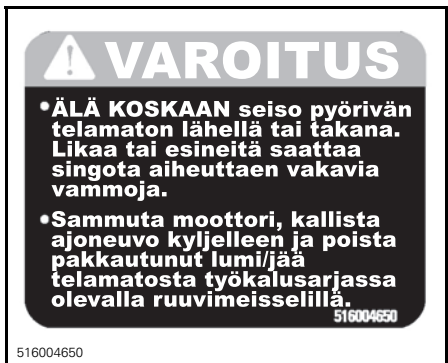 VAROITUS
•ÄLÄ KOSKAAN seiso pyörivän
telamaton lähellä tai takana.
Likaa tai esineitä saattaa
singota aiheuttaen vakavia
vammoja.
•Sammuta moottori, kallista
ajoneuvo kyljelleen ja poista
pakkautunut lumi/jää
telamatosta työkalusarjassa
olevalla ruuvimeisselillä.
516004650
516004650